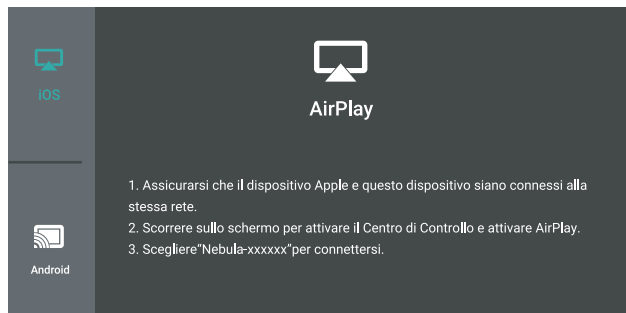 iOS
AirPlay
1. Assicurarsi che il dispositivo Apple e questo dispositivo siano connessi alla
stessa rete.
2. Scorrere sullo schermo per attivare il Centro di Controllo e attivare AirPlay.
3. Scegliere“Nebula-xxxxxx”per connettersi.
Android